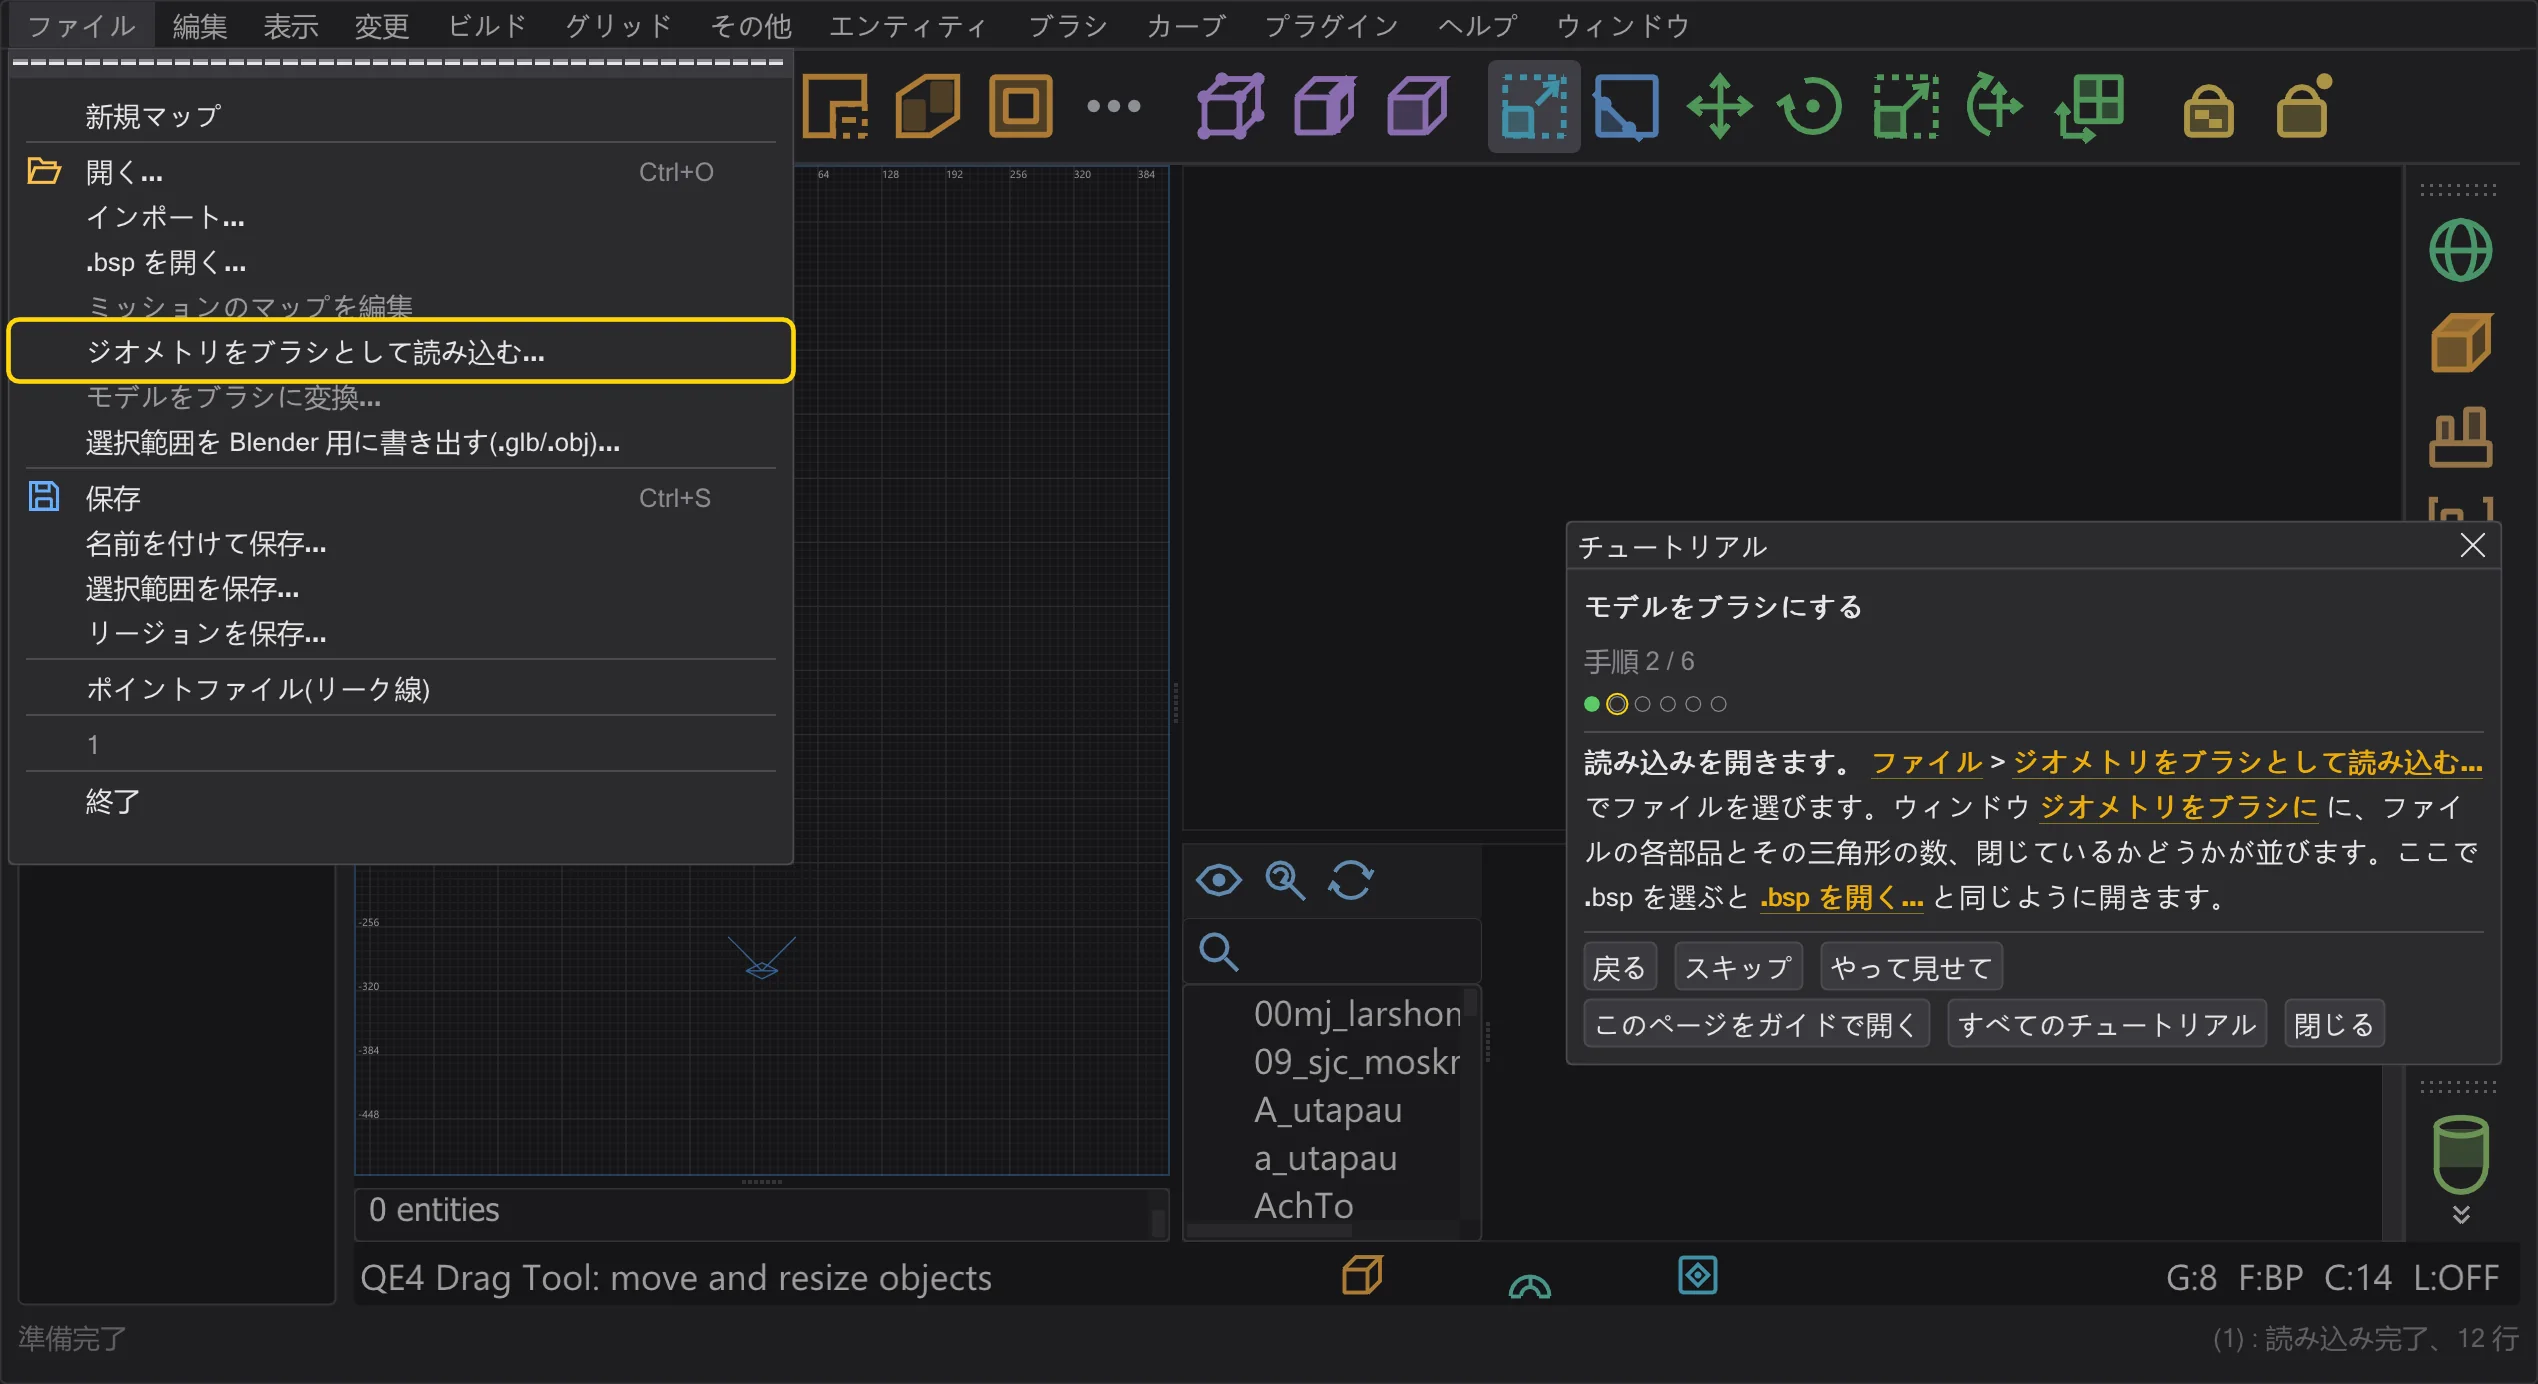 ファイル 編集 表示 変更 ビルド グリッド その他 エンティティ ブラシ カーブ プラグイン ヘルプ ウィンドウ
新規マップ
開く... Ctrl+O
インポート...
.bsp を開く...
ミッションのマップを編集
ジオメトリをブラシとして読み込む...
モデルをブラシに変換...
選択範囲を Blender 用に書き出す(.glb/.obj)...
保存 Ctrl+S
名前を付けて保存...
選択範囲を保存...
リージョンを保存...
ポイントファイル(リーク線)
1
終了
64 128 192 256 320 384
-256
-320
-384
-448
0 entities
00mj_larshon
09_sjc_moskr
A_utapau
a_utapau
AchTo
チュートリアル
モデルをブラシにする
手順 2 / 6
読み込みを開きます。 ファイル > ジオメトリをブラシとして読み込む...
でファイルを選びます。ウィンドウ ジオメトリをブラシに に、ファイ
ルの各部品とその三角形の数、閉じているかどうかが並びます。ここで
.bsp を選ぶと .bsp を開く... と同じように開きます。
戻る スキップ やって見せて
このページをガイドで開く すべてのチュートリアル 閉じる
QE4 Drag Tool: move and resize objects
G:8 F:BP C:14 L:OFF
準備完了
(1) : 読み込み完了、12 行